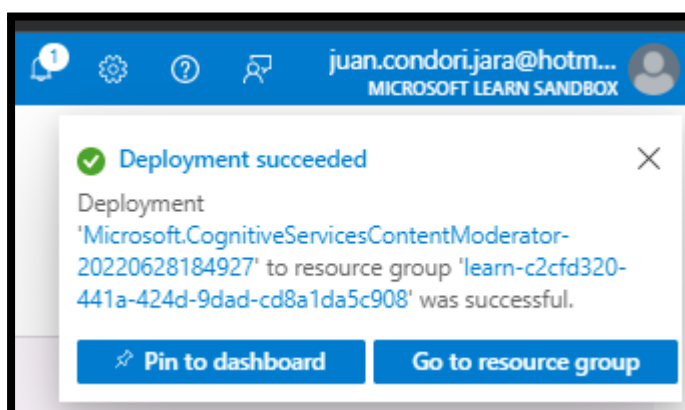 1
juan.condori.jara@hotm...
MICROSOFT LEARN SANDBOX
Deployment succeeded
Deployment
'Microsoft.CognitiveServicesContentModerator-
20220628184927' to resource group 'learn-c2cfd320-
441a-424d-9dad-cd8a1da5c908' was successful.
Pin to dashboard
Go to resource group